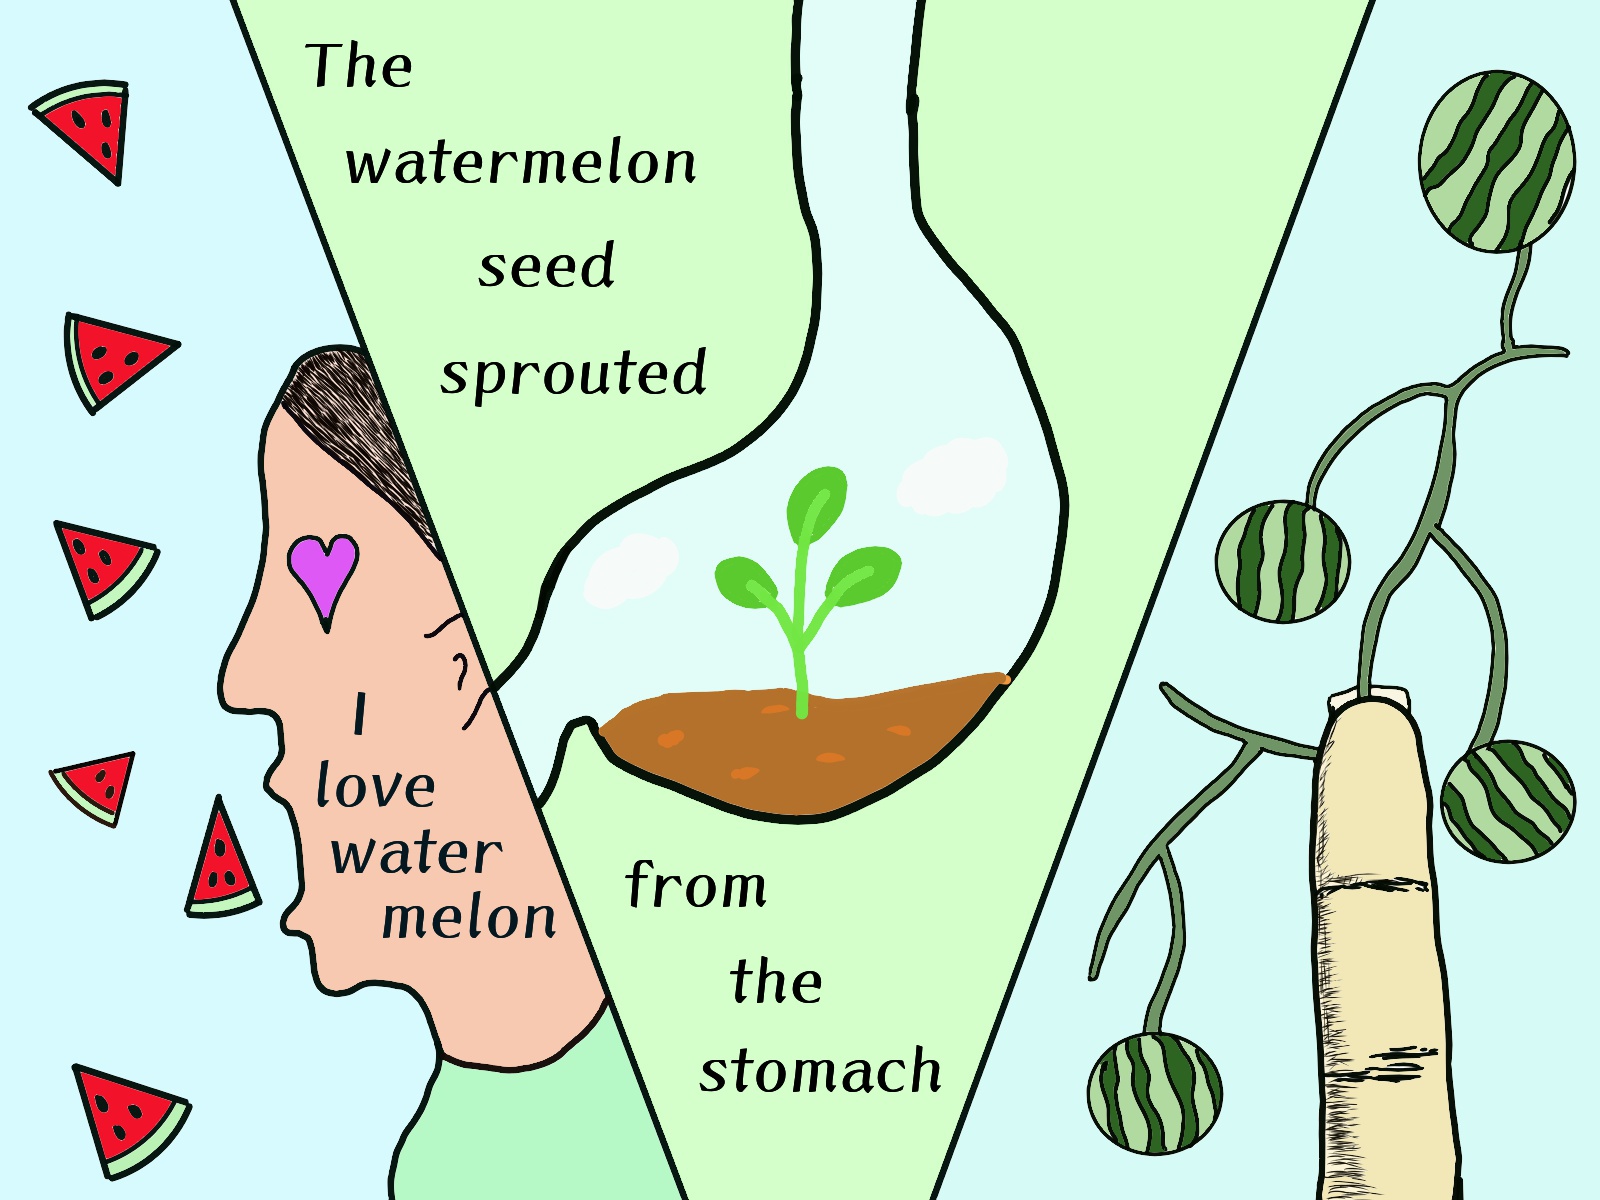 The
watermelon
seed
sprouted
I
love
water
melon
from
the
stomach